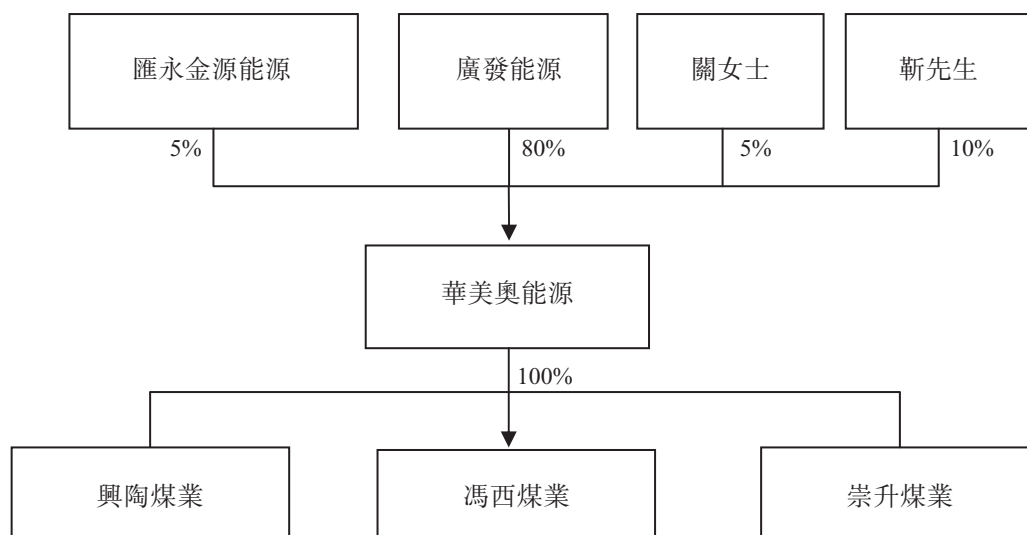 匯永金源能源
廣發能源
關女士
靳先生
5%
80%
5%
10%
華美奧能源
100%
興陶煤業
馮西煤業
崇升煤業